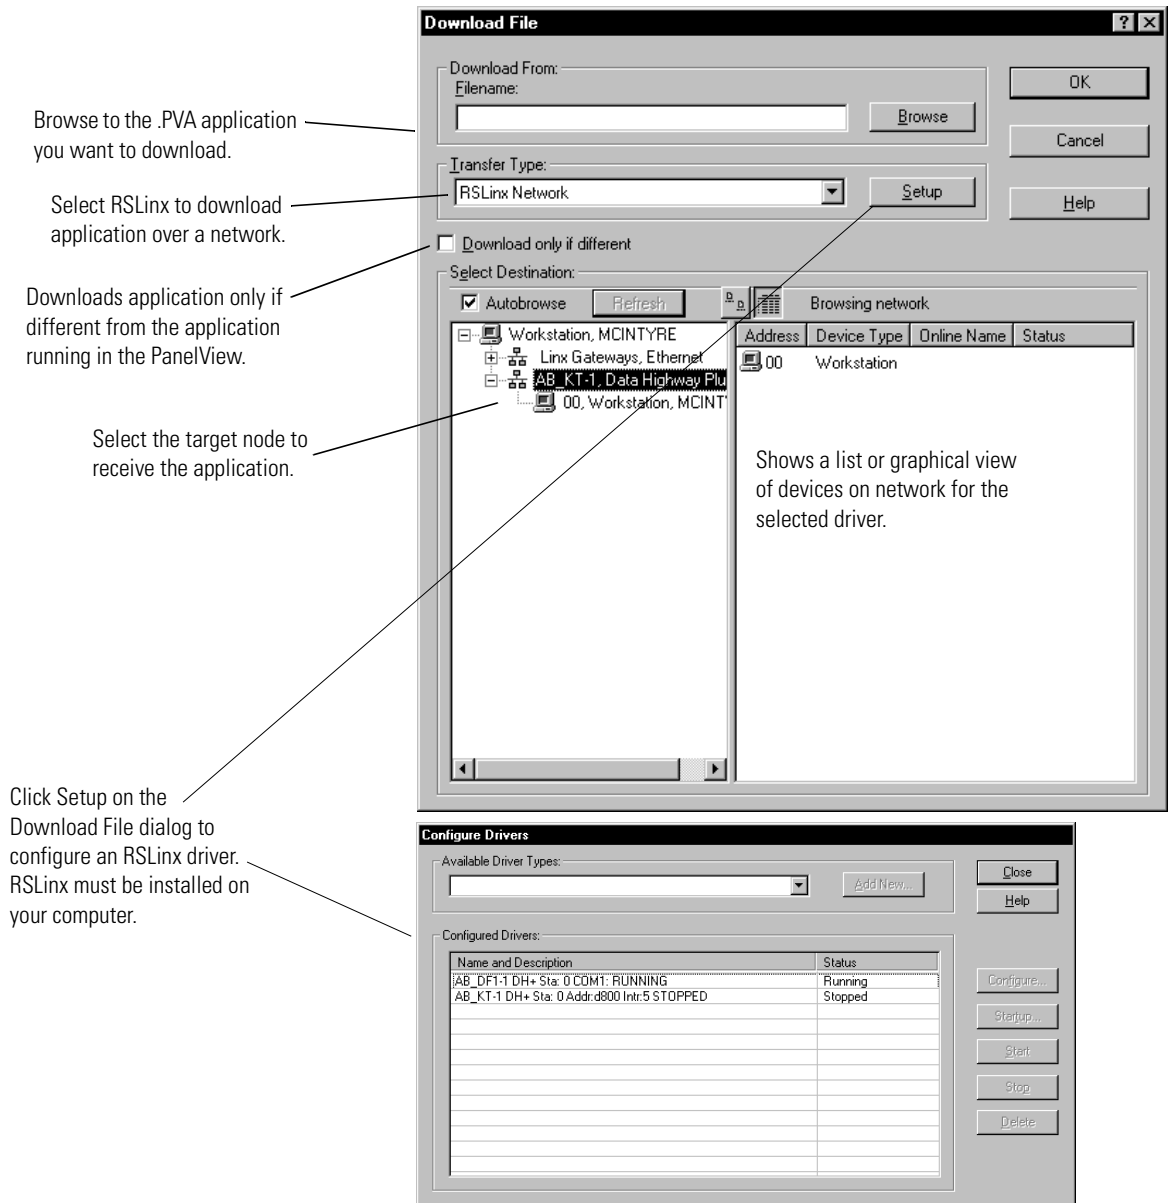 Download File
Download From:
Filename:
Browse
OK
Cancel
Help
Transfer Type:
RSLinx Network
Setup
Download only if different
Select Destination:
Autobrowse
Refresh
Browsing network
Workstation, MCINTYRE
Linx Gateways, Ethernet
AB_KT-1, Data Highway Plu
00, Workstation, MCINT
Address Device Type Online Name Status
00 Workstation
Shows a list or graphical view
of devices on network for the
selected driver.
Browse to the .PVA application
you want to download.
Select RSLinx to download
application over a network.
Downloads application only if
different from the application
running in the PanelView.
Select the target node to
receive the application.
Click Setup on the
Download File dialog to
configure an RSLinx driver.
RSLinx must be installed on
your computer.
Configure Drivers
Available Driver Types:
Add New...
Close
Help
Configured Drivers:
Name and Description Status
AB_DF1-1 DH+ Sta: 0 COM1: RUNNING Running
AB_KT-1 DH+ Sta: 0 Addr:d800 Intr:5 STOPPED Stopped
Configure...
Startup...
Start
Stop
Delete